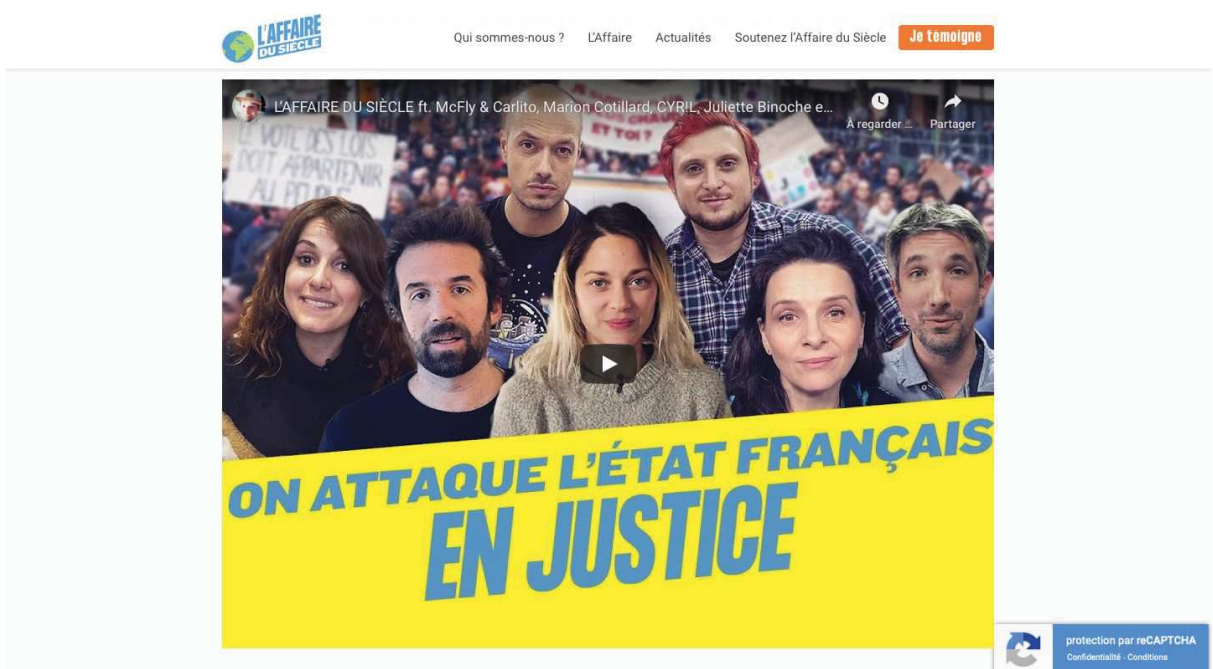 L'AFFAIRE
DU SIÈCLE
Qui sommes-nous ? L'Affaire Actualités Soutenez l'Affaire du Siècle Je témoigne
L'AFFAIRE DU SIÈCLE ft. McFly & Carlito, Marion Cotillard, CYR!L, Juliette Binoche e...
À regarder ... Partager
ET TOI ?
LE VOTE DES LOIS
DOIT APPARTENIR
AU PEUPLE
ON ATTAQUE L'ÉTAT FRANÇAIS
EN JUSTICE
protection par reCAPTCHA
Confidentialité - Conditions